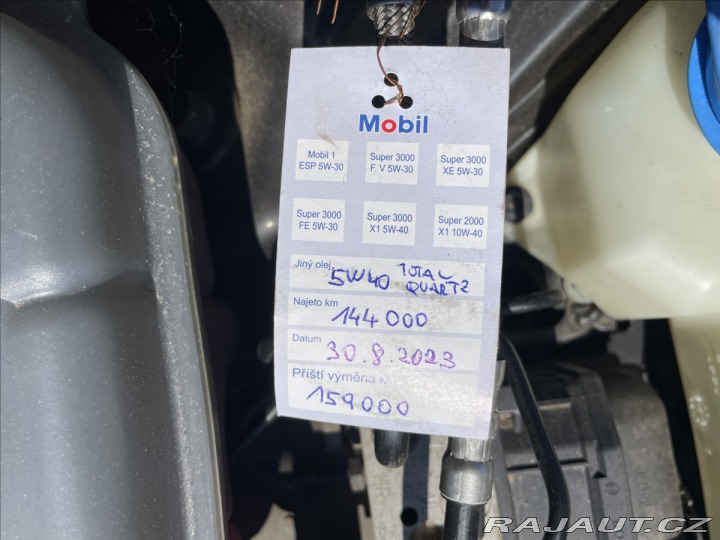 Mobil
Mobil 1 Super 3000 Super 3000
ESP 5W-30 F. V 5W-30 XE 5W-30
Super 3000 Super 3000 Super 2000
FE 5W-30 X1 5W-40 X1 10W-40
Jiný olej 5W40 TOTAL QUARTZ
Najeto km 144 000
Datum 30.8.2023
Příští výměna
159000
RAJAUT.CZ